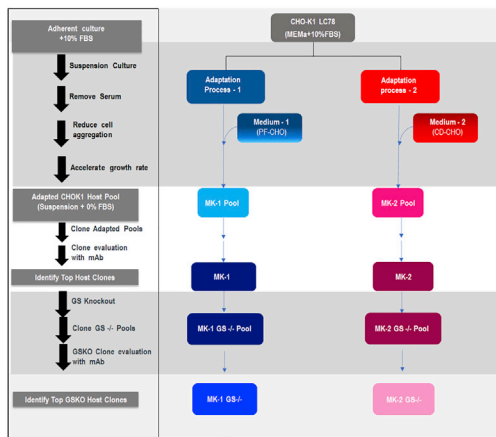 Adherent culture
+10% FBS
Suspension Culture
Remove Serum
Reduce cell
aggregation
Accelerate growth rate
Adapted CHOK1 Host Pool
(Suspension + 0% FBS)
Clone Adapted Pools
Clone evaluation
with mAb
Identify Top Host Clones
GS Knockout
Clone GS -/- Pools
GSKO Clone evaluation
with mAb
Identify Top GSKO Host Clones
CHO-K1 LC78
(MEMa+10%FBS)
Adaptation
Process - 1
Adaptation
process - 2
Medium - 1
(PF-CHO)
Medium - 2
(CD-CHO)
MK-1 Pool
MK-2 Pool
MK-1
MK-2
MK-1 GS -/- Pool
MK-2 GS -/- Pool
MK-1 GS-/-
MK-2 GS-/-